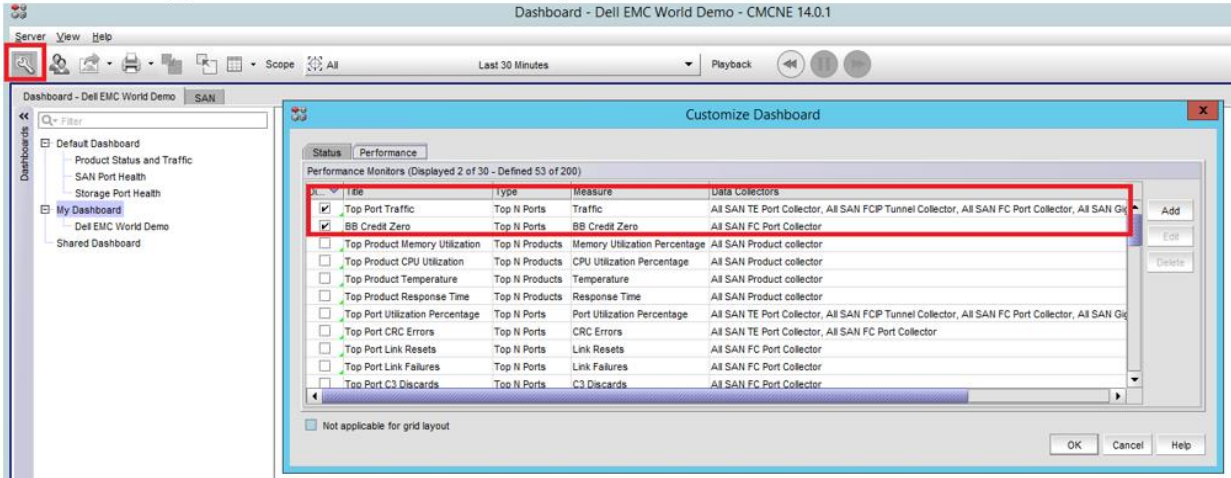 Dashboard - Dell EMC World Demo - CMCNE 14.0.1
Server View Help
Scope All Last 30 Minutes Playback
Dashboard - Dell EMC World Demo SAN
Dashboards
Filter
Default Dashboard
Product Status and Traffic
SAN Port Health
Storage Port Health
My Dashboard
Dell EMC World Demo
Shared Dashboard
Customize Dashboard X
Status Performance
Performance Monitors (Displayed 2 of 30 - Defined 53 of 200)
Di... Title Type Measure Data Collectors
Top Port Traffic Top N Ports Traffic All SAN TE Port Collector, All SAN FCIP Tunnel Collector, All SAN FC Port Collector, All SAN Gig
BB Credit Zero Top N Ports BB Credit Zero All SAN FC Port Collector
Top Product Memory Utilization Top N Products Memory Utilization Percentage All SAN Product collector
Top Product CPU Utilization Top N Products CPU Utilization Percentage All SAN Product collector
Top Product Temperature Top N Products Temperature All SAN Product collector
Top Product Response Time Top N Products Response Time All SAN Product collector
Top Port Utilization Percentage Top N Ports Port Utilization Percentage All SAN TE Port Collector, All SAN FCIP Tunnel Collector, All SAN FC Port Collector, All SAN Gig
Top Port CRC Errors Top N Ports CRC Errors All SAN TE Port Collector, All SAN FC Port Collector
Top Port Link Resets Top N Ports Link Resets All SAN FC Port Collector
Top Port Link Failures Top N Ports Link Failures All SAN FC Port Collector
Top Port C3 Discards Top N Ports C3 Discards All SAN FC Port Collector
Add
Edit
Delete
Not applicable for grid layout
OK Cancel Help